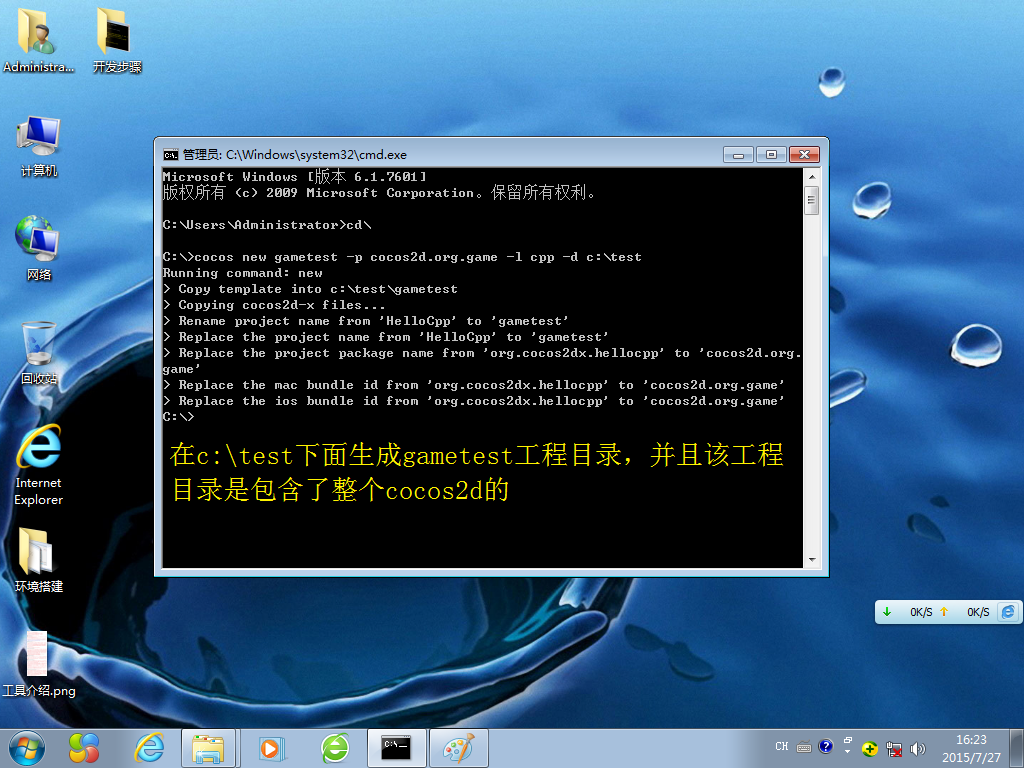 Administra...
开发步骤
计算机
网络
回收站
Internet
Explorer
环境搭建
工具介绍.png
管理员: C:\Windows\system32\cmd.exe
Microsoft Windows [版本 6.1.7601]
版权所有 (c) 2009 Microsoft Corporation。保留所有权利。
C:\Users\Administrator>cd\
C:\>cocos new gametest -p cocos2d.org.game -l cpp -d c:\test
Running command: new
> Copy template into c:\test\gametest
> Copying cocos2d-x files...
> Rename project name from 'HelloCpp' to 'gametest'
> Replace the project name from 'HelloCpp' to 'gametest'
> Replace the project package name from 'org.cocos2dx.hellocpp' to 'cocos2d.org.
game'
> Replace the mac bundle id from 'org.cocos2dx.hellocpp' to 'cocos2d.org.game'
> Replace the ios bundle id from 'org.cocos2dx.hellocpp' to 'cocos2d.org.game'
C:\>
在c:\test下面生成gametest工程目录，并且该工程
目录是包含了整个cocos2d的
0K/S 0K/S
CH
16:23
2015/7/27